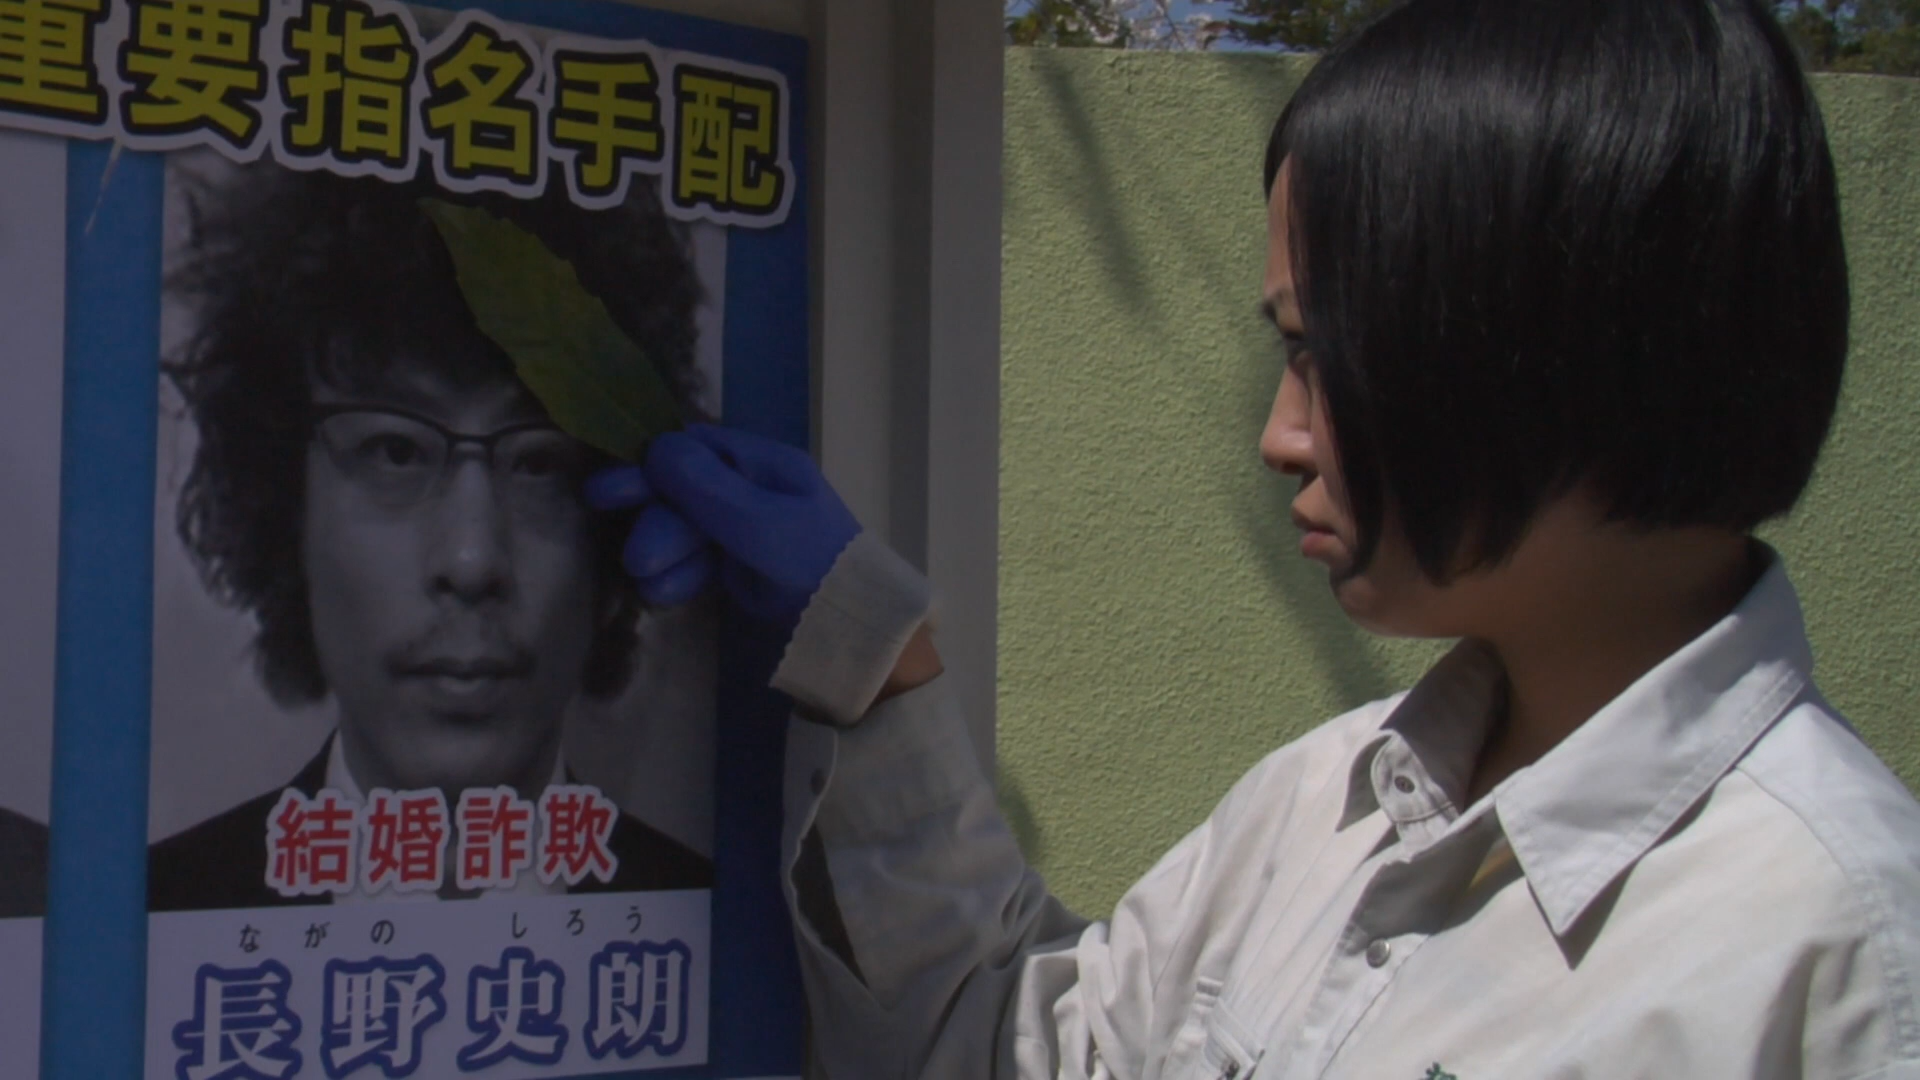 重要指名手配
結婚詐欺
ながの しろう
長野史朗